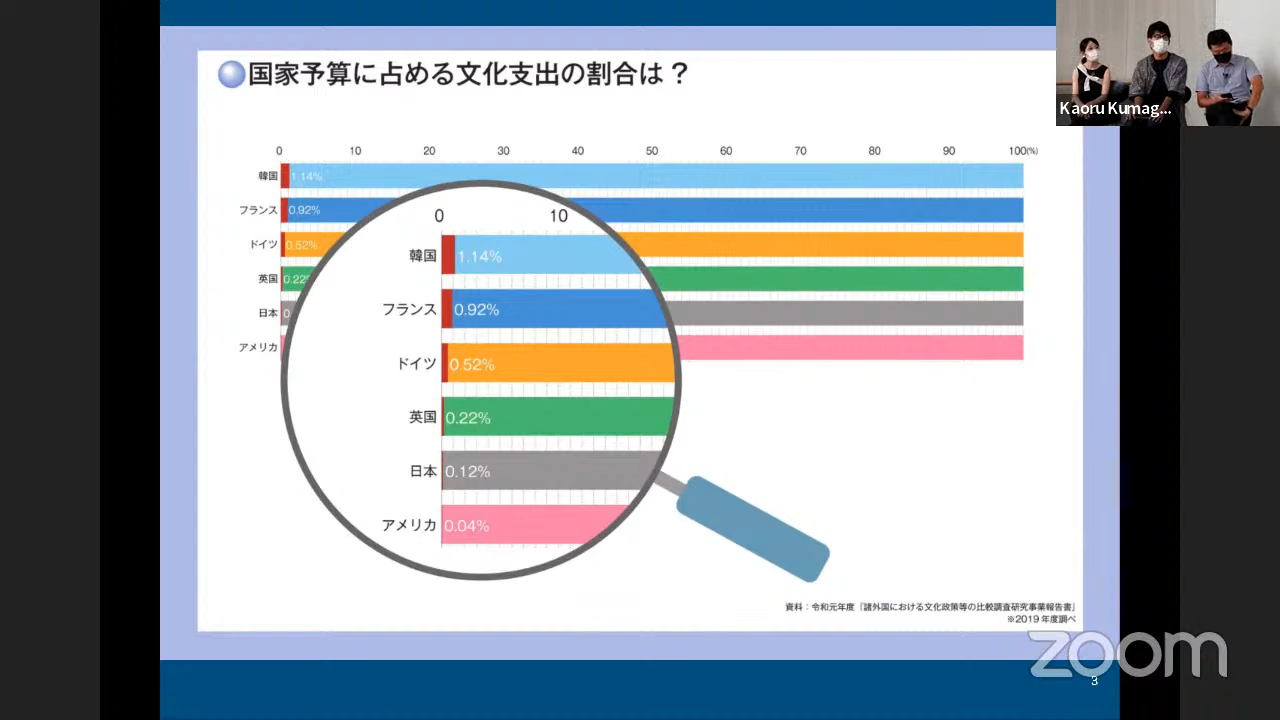 国家予算に占める文化支出の割合は？
Kaoru Kumag...
0 10 20 30 40 50 60 70 80 90 100(%)
韓国 1.14%
フランス 0.92%
ドイツ 0.52%
英国 0.22
日本 0
アメリカ
0 10
韓国 1.14%
フランス 0.92%
ドイツ 0.52%
英国 0.22%
日本 0.12%
アメリカ 0.04%
資料：令和元年度『諸外国における文化政策等の比較調査研究事業報告書』
※2019 年度調べ
zoom
3